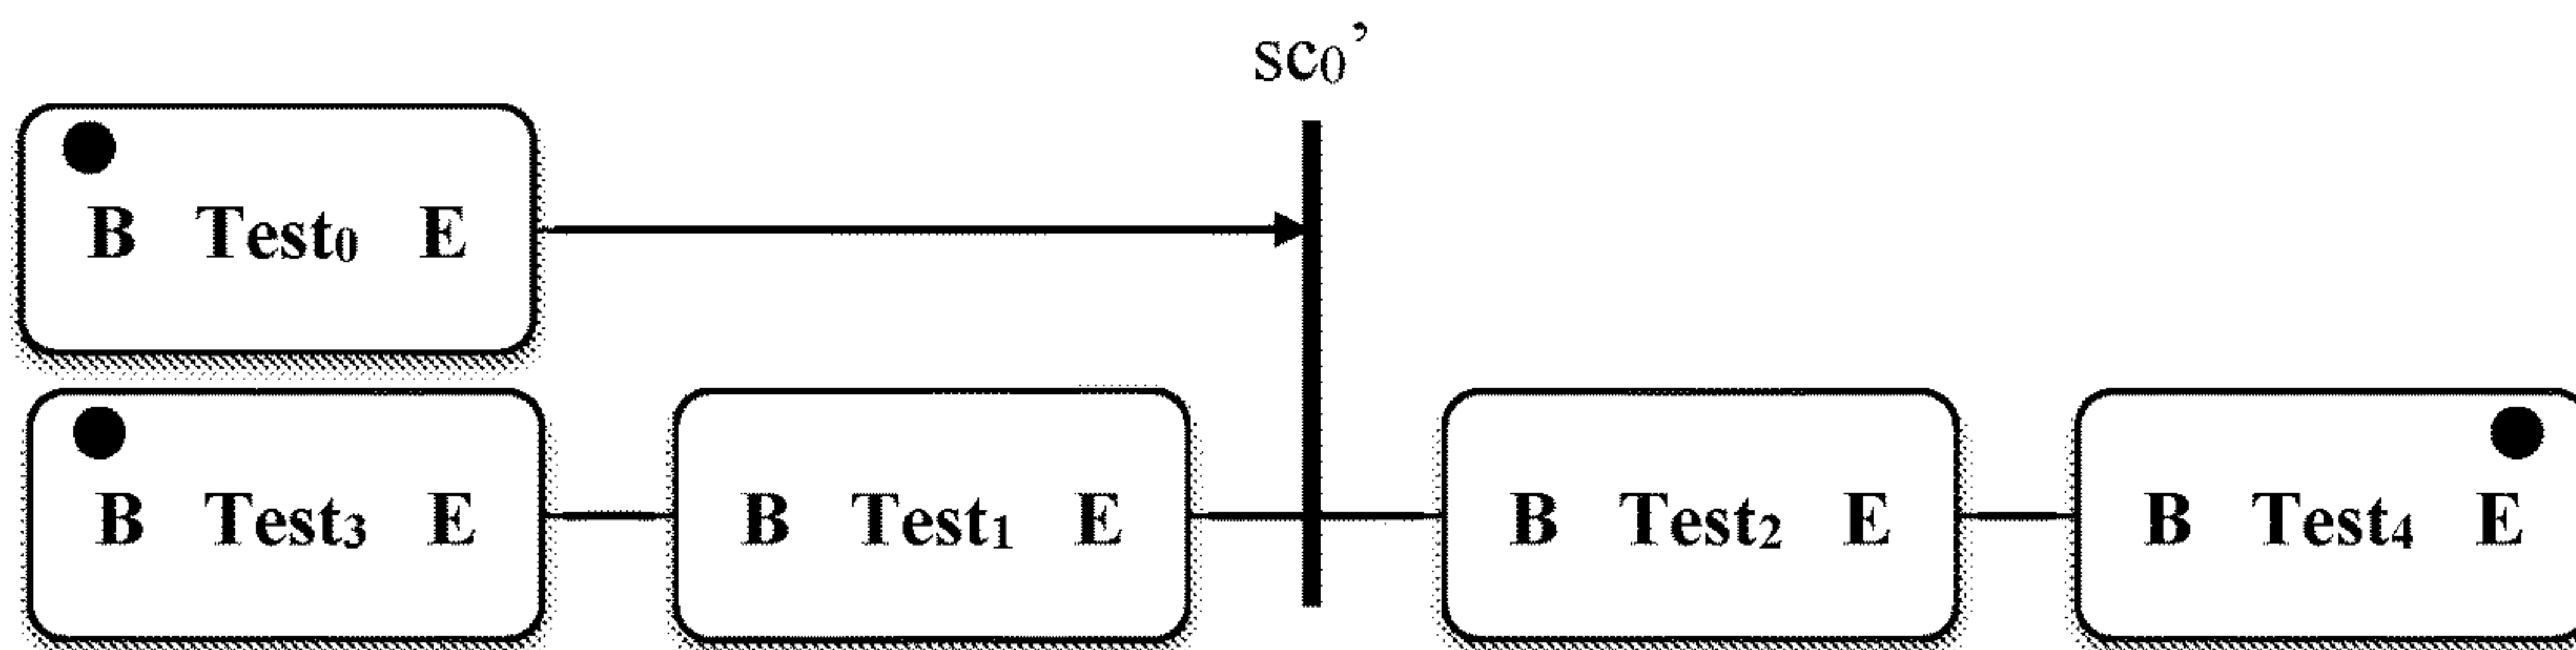 sc₀’
B Test₀ E
B Test₃ E B Test₁ E B Test₂ E B Test₄ E